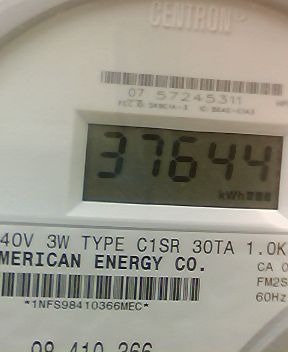 CENTRON
07 57245311
37644
kWh
40V 3W TYPE C1SR 30TA 1.0K
MERICAN ENERGY CO.
CA 0
FM2S
*1NFS98410366MEC*
60Hz
98 410 366